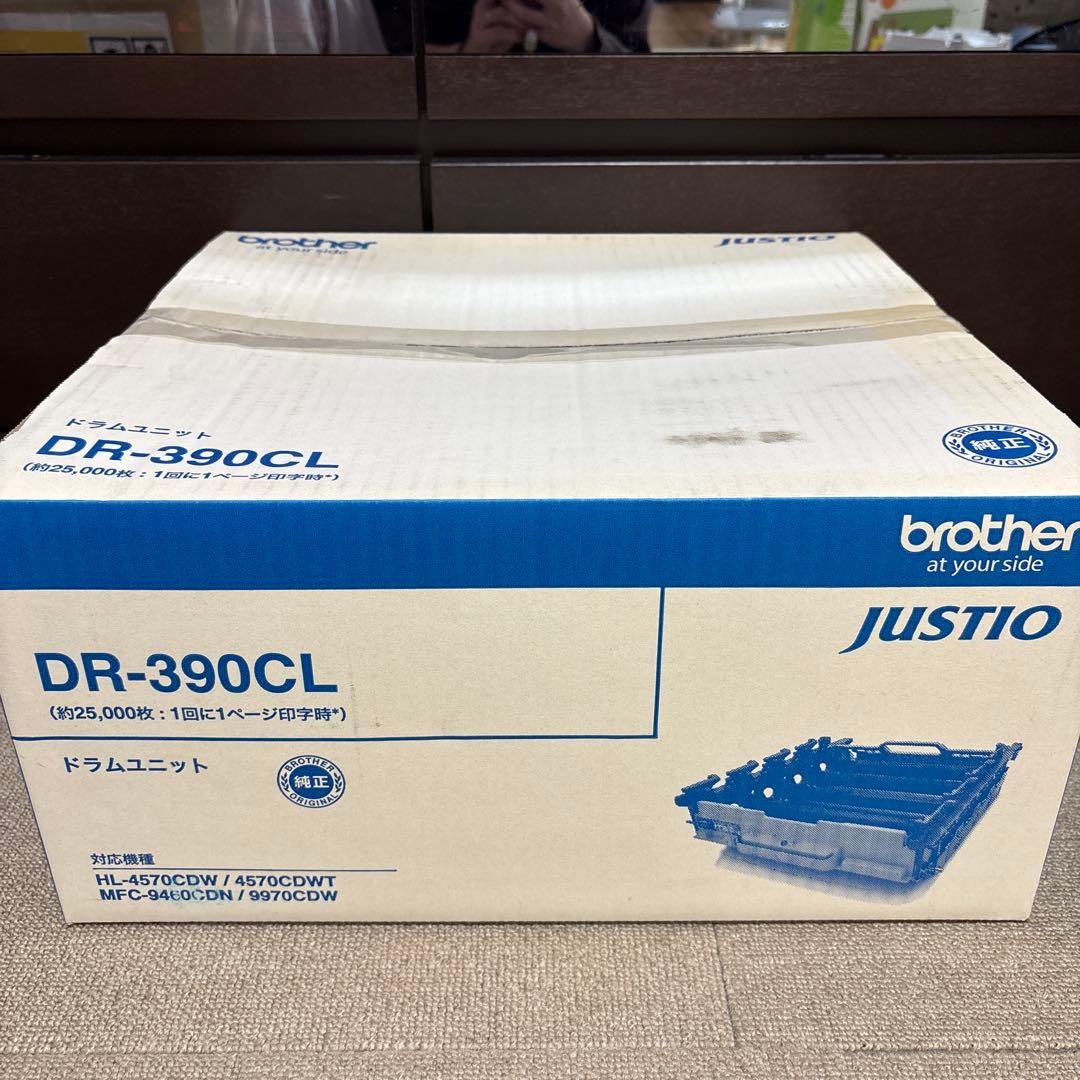 brother
at your side
JUSTIO
ドラムユニット
DR-390CL
(約25,000枚:1回に1ページ印字時*)
BROTHER
純正
ORIGINAL
brother
at your side
JUSTIO
DR-390CL
(約25,000枚:1回に1ページ印字時*)
ドラムユニット
BROTHER
純正
ORIGINAL
対応機種
HL-4570CDW / 4570CDWT
MFC-9460CDN / 9970CDW